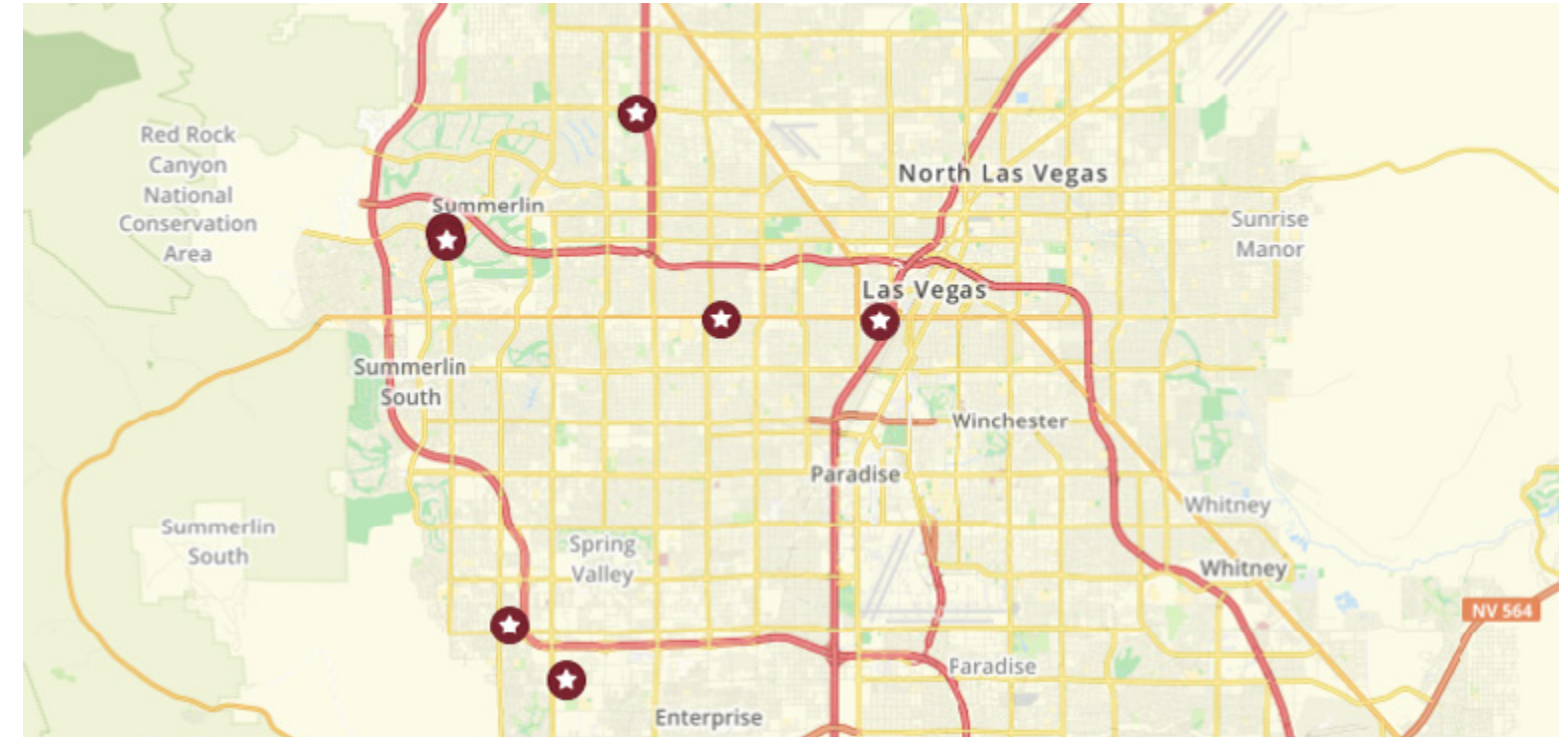 Red Rock
Canyon
National
Conservation
Area
North Las Vegas
Summerlin
Sunrise
Manor
Las Vegas
Summerlin
South
Winchester
Paradise
Whitney
Summerlin
South
Spring
Valley
Whitney
NV 564
Paradise
Enterprise